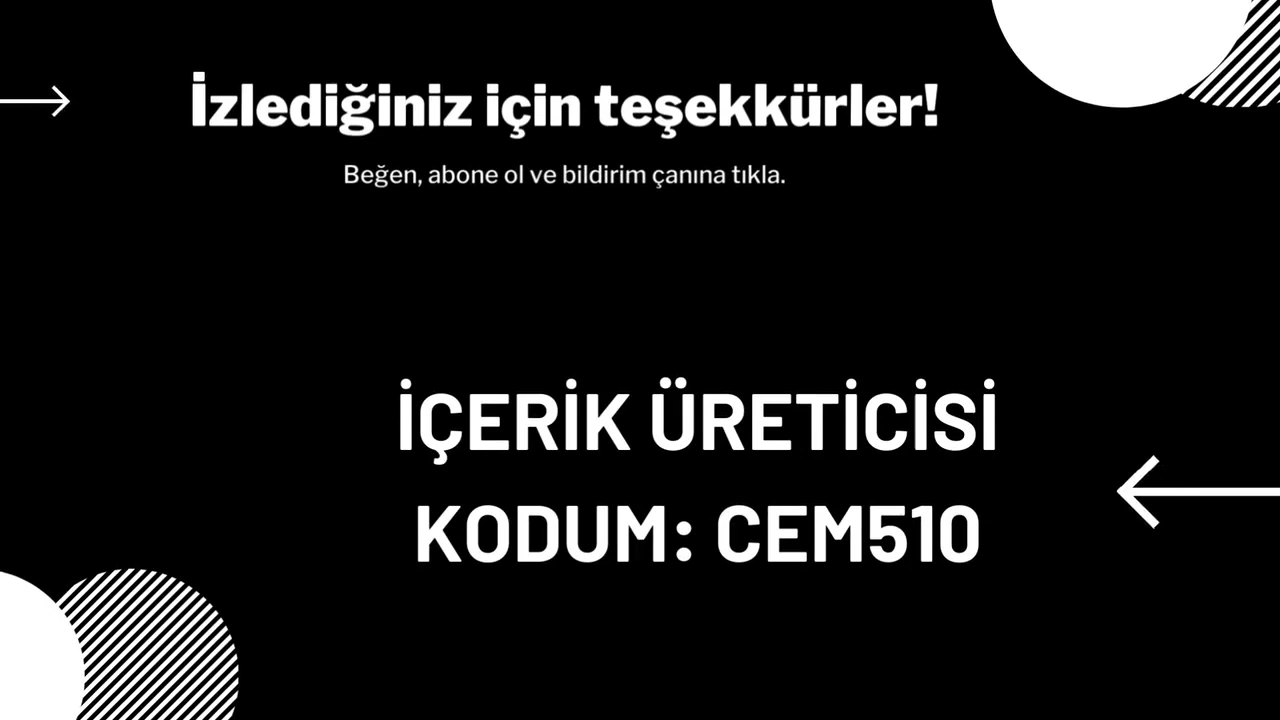 İzlediğiniz için teşekkürler!
Beğen, abone ol ve bildirim çanına tıkla.
İÇERİK ÜRETİCİSİ
KODUM: CEM510